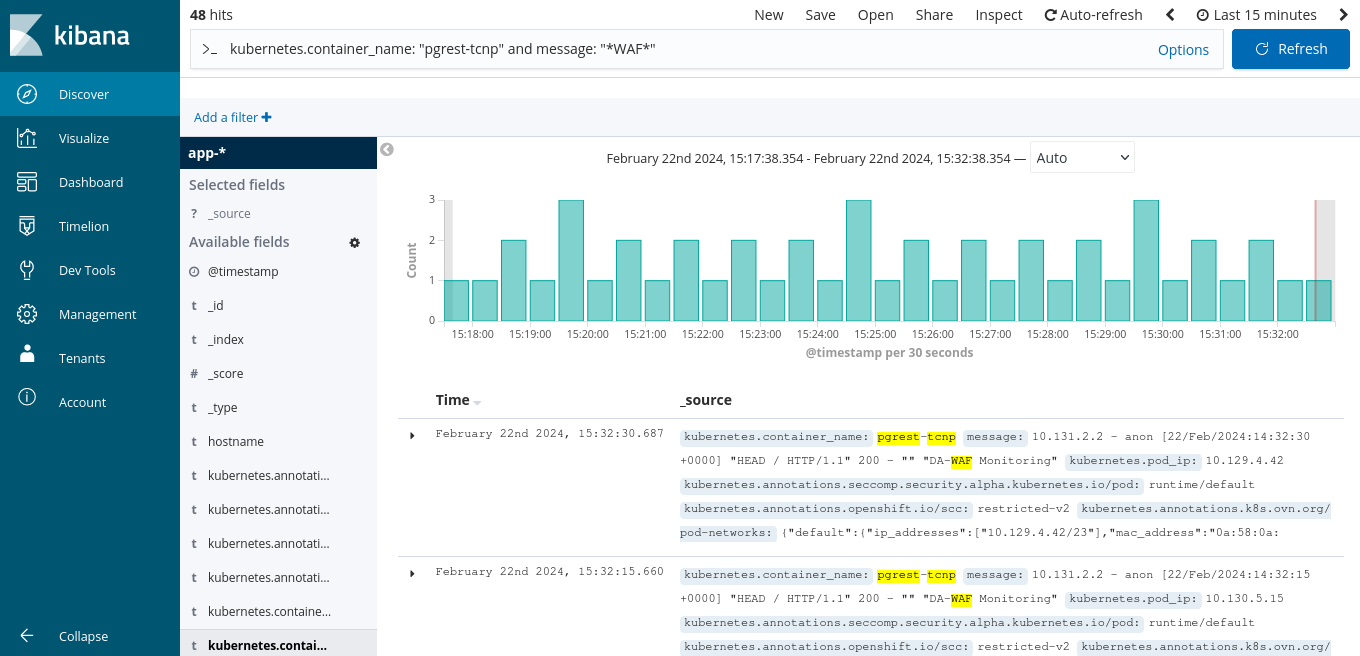 kibana
Discover
Visualize
Dashboard
Timelion
Dev Tools
Management
Tenants
Account
Collapse
48 hits
New Save Open Share Inspect Auto-refresh Last 15 minutes
>_ kubernetes.container_name: "pgrest-tcnp" and message: "*WAF*" Options Refresh
Add a filter
app-*
Selected fields
? _source
Available fields
@timestamp
t _id
t _index
# _score
t _type
t hostname
t kubernetes.annotati...
t kubernetes.annotati...
t kubernetes.annotati...
t kubernetes.annotati...
t kubernetes.containe...
t kubernetes.contai...
February 22nd 2024, 15:17:38.354 - February 22nd 2024, 15:32:38.354 — Auto
Count
3
2
1
0
15:18:00 15:19:00 15:20:00 15:21:00 15:22:00 15:23:00 15:24:00 15:25:00 15:26:00 15:27:00 15:28:00 15:29:00 15:30:00 15:31:00 15:32:00
@timestamp per 30 seconds
Time _source
February 22nd 2024, 15:32:30.687 kubernetes.container_name: pgrest-tcnp message: 10.131.2.2 - anon [22/Feb/2024:14:32:30
+0000] "HEAD / HTTP/1.1" 200 - "" "DA-WAF Monitoring" kubernetes.pod_ip: 10.129.4.42
kubernetes.annotations.seccomp.security.alpha.kubernetes.io/pod: runtime/default
kubernetes.annotations.openshift.io/scc: restricted-v2 kubernetes.annotations.k8s.ovn.org/
pod-networks: {"default":{"ip_addresses":["10.129.4.42/23"],"mac_address":"0a:58:0a:
February 22nd 2024, 15:32:15.660 kubernetes.container_name: pgrest-tcnp message: 10.131.2.2 - anon [22/Feb/2024:14:32:15
+0000] "HEAD / HTTP/1.1" 200 - "" "DA-WAF Monitoring" kubernetes.pod_ip: 10.130.5.15
kubernetes.annotations.seccomp.security.alpha.kubernetes.io/pod: runtime/default
kubernetes.annotations.openshift.io/scc: restricted-v2 kubernetes.annotations.k8s.ovn.org/